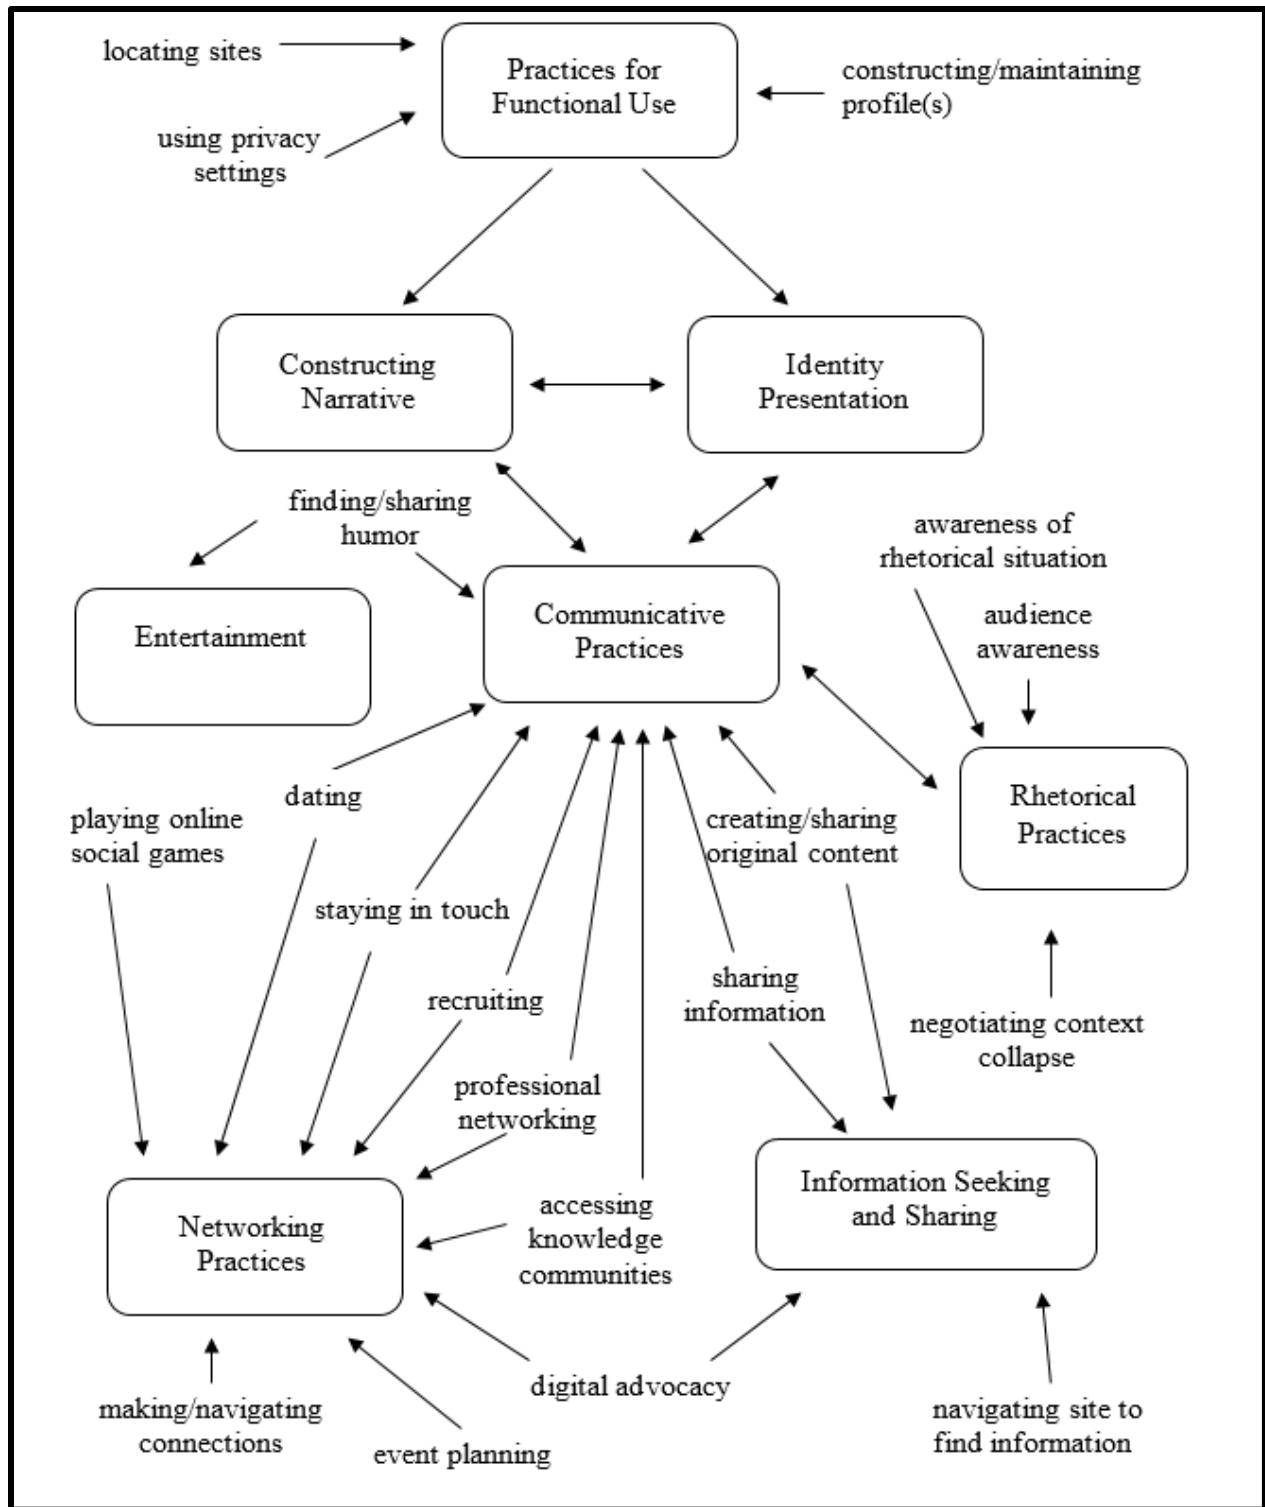 locating sites
Practices for
Functional Use
constructing/maintaining
profile(s)
using privacy
settings
Constructing
Narrative
Identity
Presentation
finding/sharing
humor
awareness of
rhetorical situation
Entertainment
Communicative
Practices
audience
awareness
dating
playing online
social games
creating/sharing
original content
Rhetorical
Practices
staying in touch
sharing
information
recruiting
negotiating context
collapse
professional
networking
Information Seeking
and Sharing
Networking
Practices
accessing
knowledge
communities
digital advocacy
making/navigating
connections
event planning
navigating site to
find information